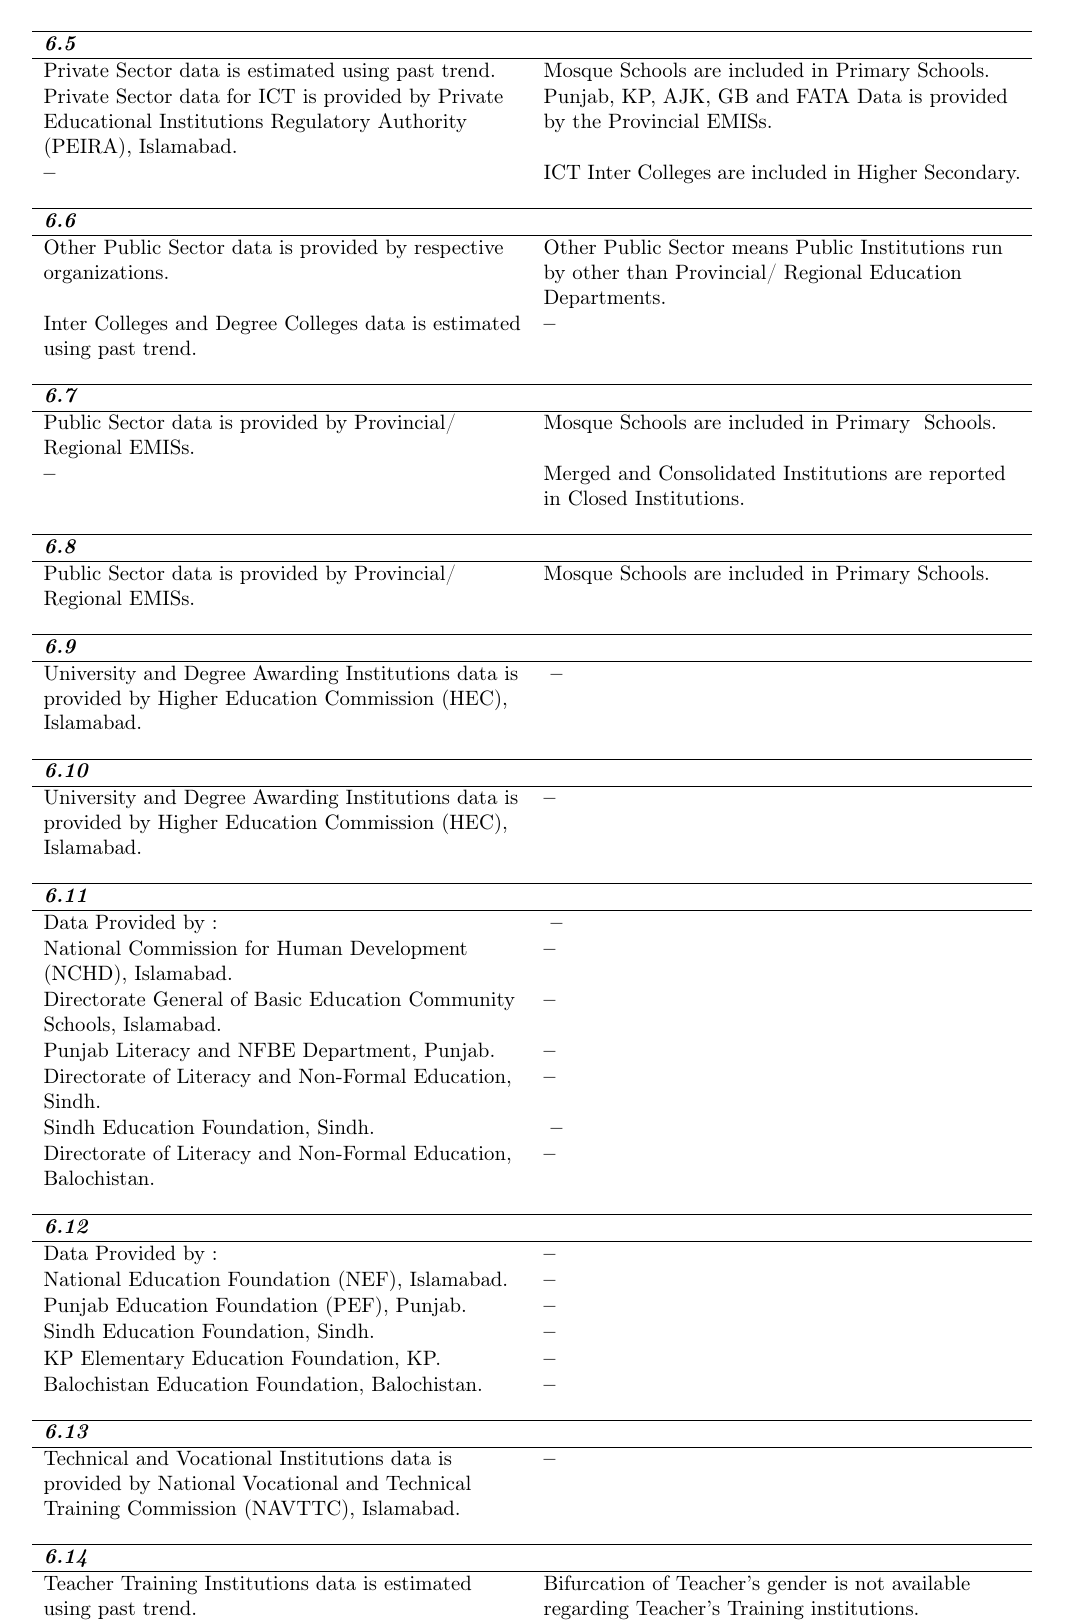 6.5
Private Sector data is estimated using past trend.
Mosque Schools are included in Primary Schools.
Private Sector data for ICT is provided by Private
Educational Institutions Regulatory Authority
(PEIRA), Islamabad.
Punjab, KP, AJK, GB and FATA Data is provided
by the Provincial EMISs.
–
ICT Inter Colleges are included in Higher Secondary.
6.6
Other Public Sector data is provided by respective
organizations.
Other Public Sector means Public Institutions run
by other than Provincial/ Regional Education
Departments.
Inter Colleges and Degree Colleges data is estimated
using past trend.
–
6.7
Public Sector data is provided by Provincial/
Regional EMISs.
Mosque Schools are included in Primary  Schools.
–
Merged and Consolidated Institutions are reported
in Closed Institutions.
6.8
Public Sector data is provided by Provincial/
Regional EMISs.
Mosque Schools are included in Primary Schools.
6.9
University and Degree Awarding Institutions data is
provided by Higher Education Commission (HEC),
Islamabad.
–
6.10
University and Degree Awarding Institutions data is
provided by Higher Education Commission (HEC),
Islamabad.
–
6.11
Data Provided by :
–
National Commission for Human Development
(NCHD), Islamabad.
–
Directorate General of Basic Education Community
Schools, Islamabad.
–
Punjab Literacy and NFBE Department, Punjab.
–
Directorate of Literacy and Non-Formal Education,
Sindh.
–
Sindh Education Foundation, Sindh.
–
Directorate of Literacy and Non-Formal Education,
Balochistan.
–
6.12
Data Provided by :
–
National Education Foundation (NEF), Islamabad.
–
Punjab Education Foundation (PEF), Punjab.
–
Sindh Education Foundation, Sindh.
–
KP Elementary Education Foundation, KP.
–
Balochistan Education Foundation, Balochistan.
–
6.13
Technical and Vocational Institutions data is
provided by National Vocational and Technical
Training Commission (NAVTTC), Islamabad.
–
6.14
Teacher Training Institutions data is estimated
using past trend.
Bifurcation of Teacher's gender is not available
regarding Teacher's Training institutions.